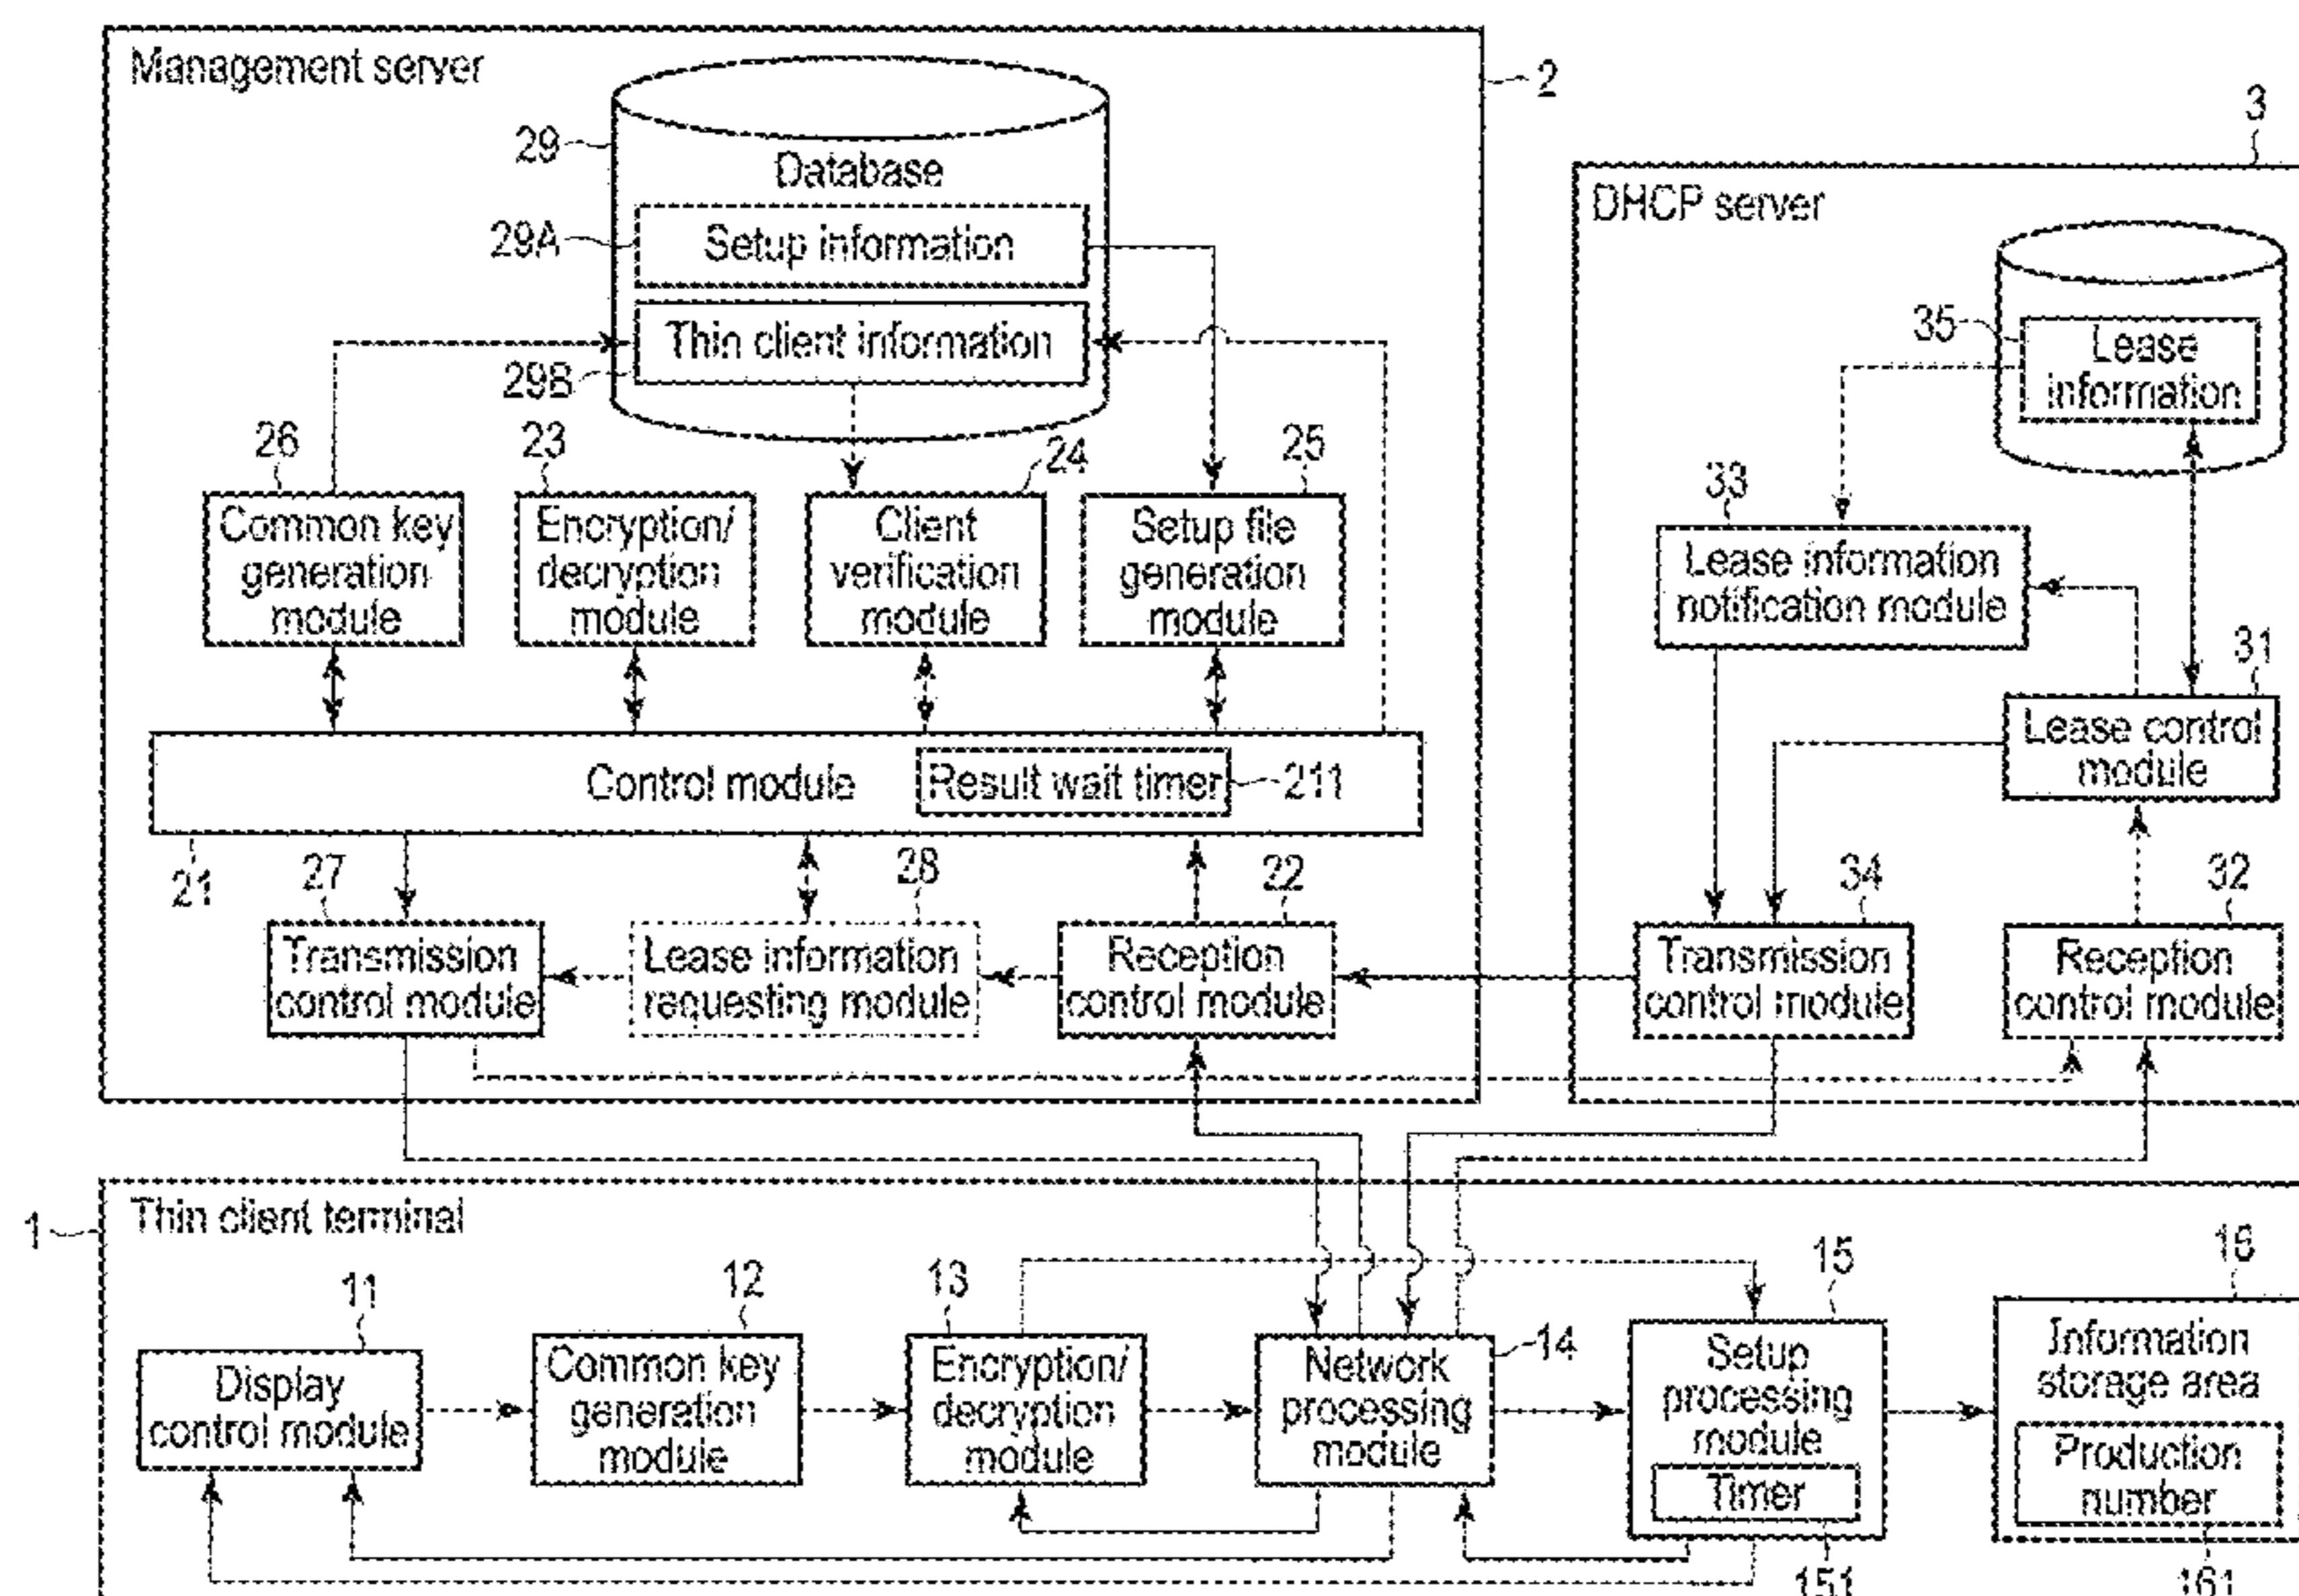 Management server
2
3
29
Database
DHCP server
29A
Setup information
35
Lease
information
29B
Thin client information
26
23
24
25
33
Common key
generation
module
Encryption/
decryption
module
Client
verification
module
Setup file
generation
module
Lease information
notification module
31
Lease control
module
Control module
Result wait timer
211
21
27
28
22
34
32
Transmission
control module
Lease information
requesting module
Reception
control module
Transmission
control module
Reception
control module
1
Thin client terminal
11
12
13
14
15
16
Display
control module
Common key
generation
module
Encryption/
decryption
module
Network
processing
module
Setup
processing
module
Timer
151
Information
storage area
Production
number
161